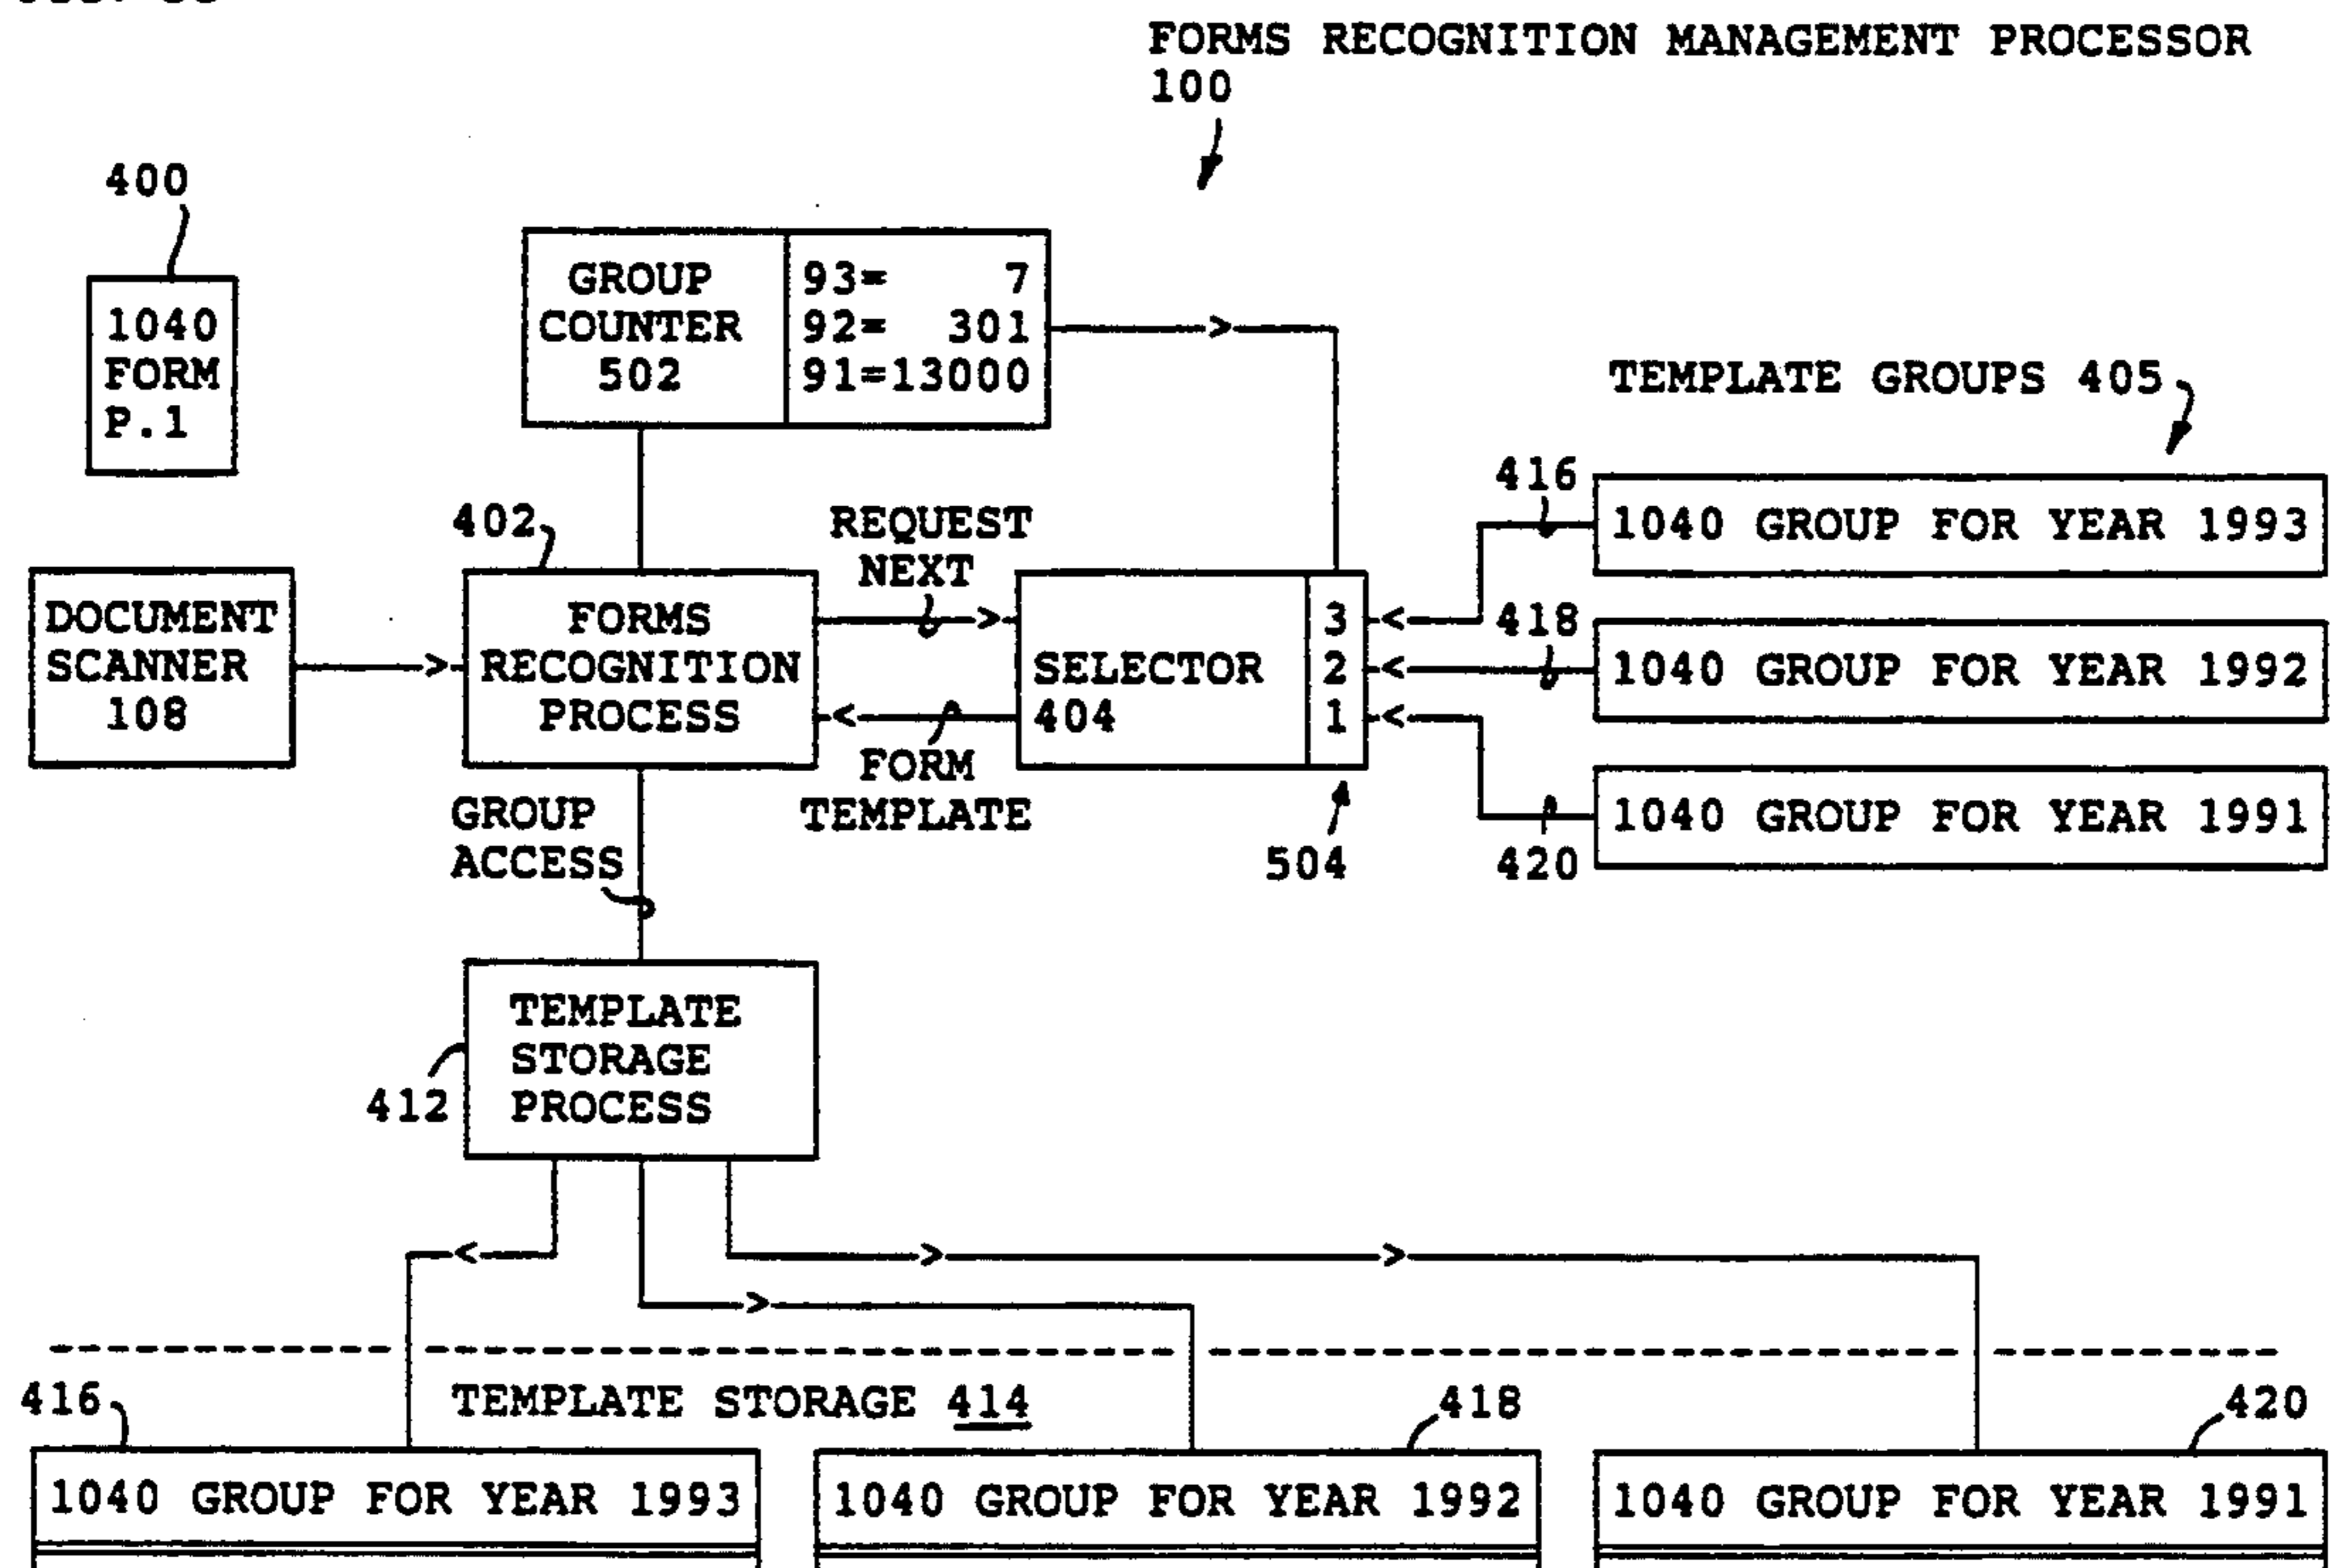 FORMS RECOGNITION MANAGEMENT PROCESSOR
100
400
1040
FORM
P.1
GROUP
COUNTER
502
93= 7
92= 301
91=13000
TEMPLATE GROUPS 405
416
1040 GROUP FOR YEAR 1993
402
REQUEST
NEXT
DOCUMENT
SCANNER
108
FORMS
RECOGNITION
PROCESS
SELECTOR
404
3
2
1
418
1040 GROUP FOR YEAR 1992
FORM
TEMPLATE
504
420
1040 GROUP FOR YEAR 1991
GROUP
ACCESS
TEMPLATE
STORAGE
PROCESS
412
TEMPLATE STORAGE 414
416
418
420
1040 GROUP FOR YEAR 1993
1040 GROUP FOR YEAR 1992
1040 GROUP FOR YEAR 1991